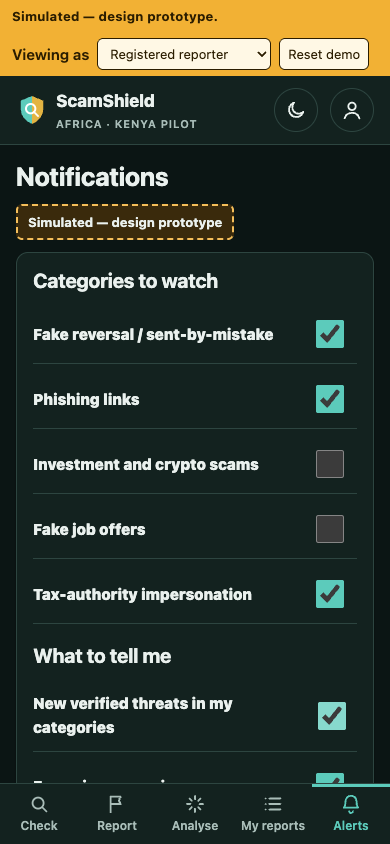 Simulated — design prototype.
Viewing as
Registered reporter
Reset demo
ScamShield
AFRICA · KENYA PILOT
Notifications
Simulated — design prototype
Categories to watch
Fake reversal / sent-by-mistake
Phishing links
Investment and crypto scams
Fake job offers
Tax-authority impersonation
What to tell me
New verified threats in my
categories
Check
Report
Analyse
My reports
Alerts